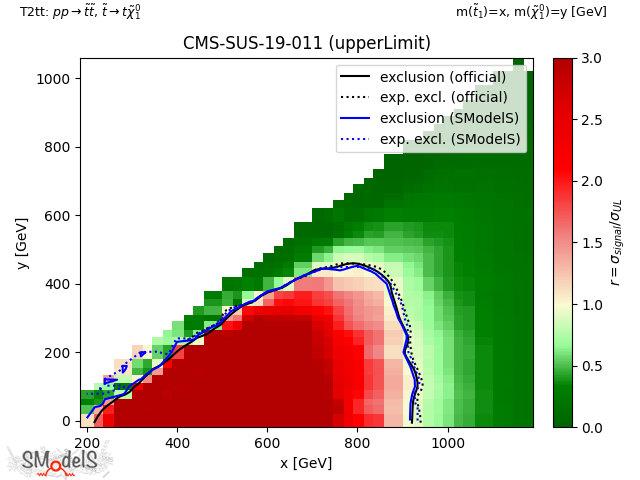 T2tt: pp → t̃t̃, t̃ → tχ̃⁰₁
m(t̃₁)=x, m(χ̃⁰₁)=y [GeV]
CMS-SUS-19-011 (upperLimit)
exclusion (official)
exp. excl. (official)
exclusion (SModelS)
exp. excl. (SModelS)
y [GeV]
1000
800
600
400
200
0
200
400
600
800
1000
x [GeV]
3.0
2.5
2.0
1.5
1.0
0.5
0.0
r = σsignal/σUL
SModelS